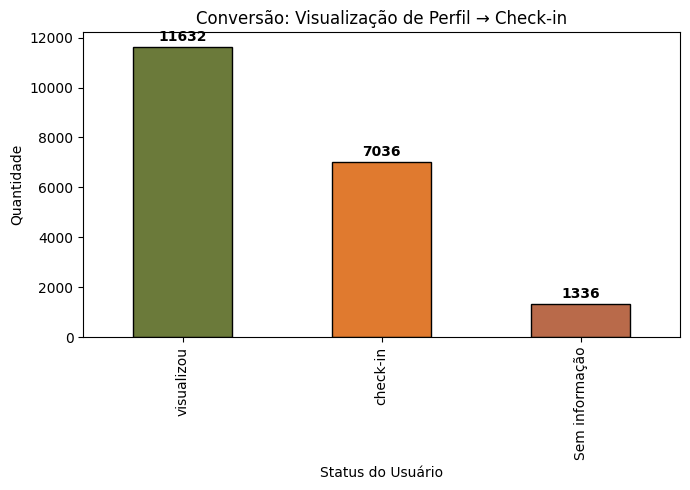 Conversão: Visualização de Perfil → Check-in
12000
10000
8000
6000
4000
2000
0
Quantidade
11632
7036
1336
visualizou
check-in
Sem informação
Status do Usuário